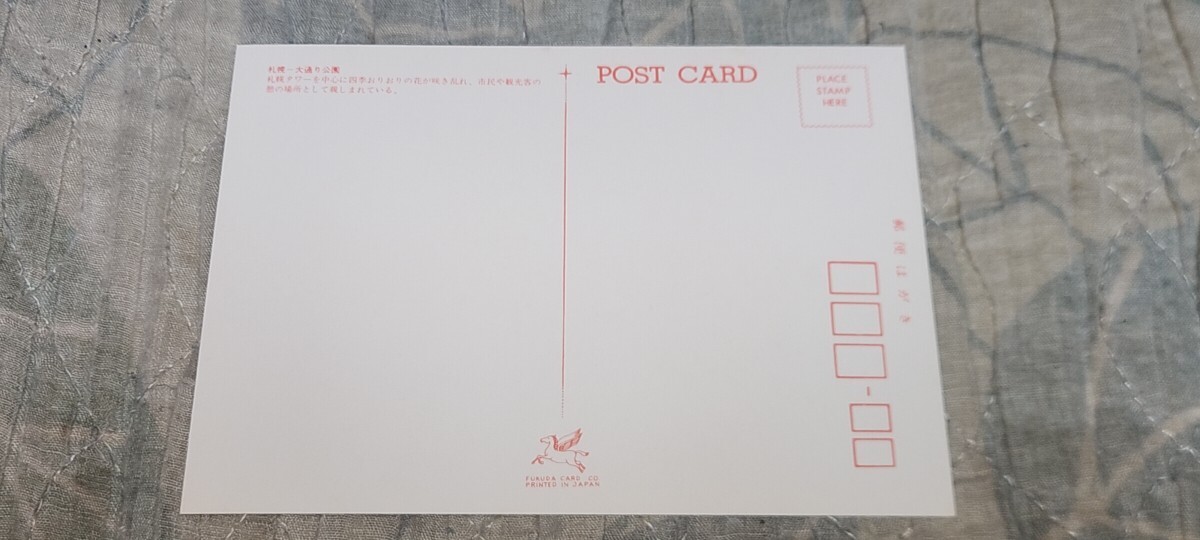 札幌－大通り公園
札幌タワーを中心に四季おりおりの花が咲き乱れ、市民や観光客の
憩の場所として親しまれている。
POST CARD
PLACE
STAMP
HERE
郵便はがき
FUKUDA CARD CO
PRINTED IN JAPAN